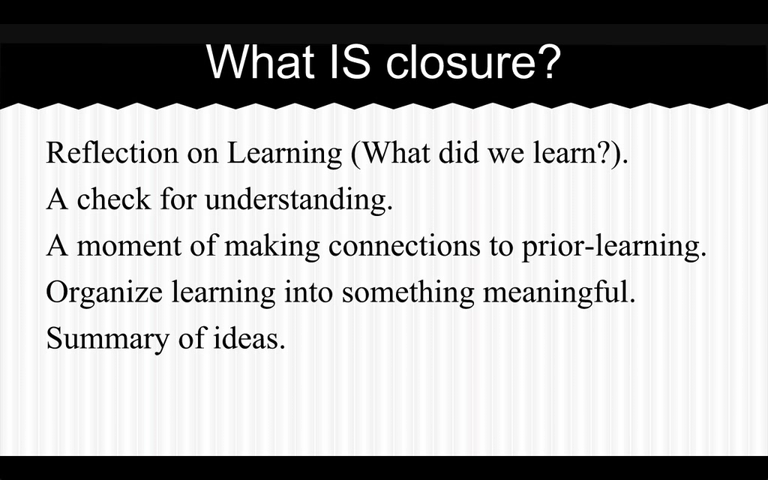 What IS closure?
Reflection on Learning (What did we learn?).
A check for understanding.
A moment of making connections to prior-learning.
Organize learning into something meaningful.
Summary of ideas.